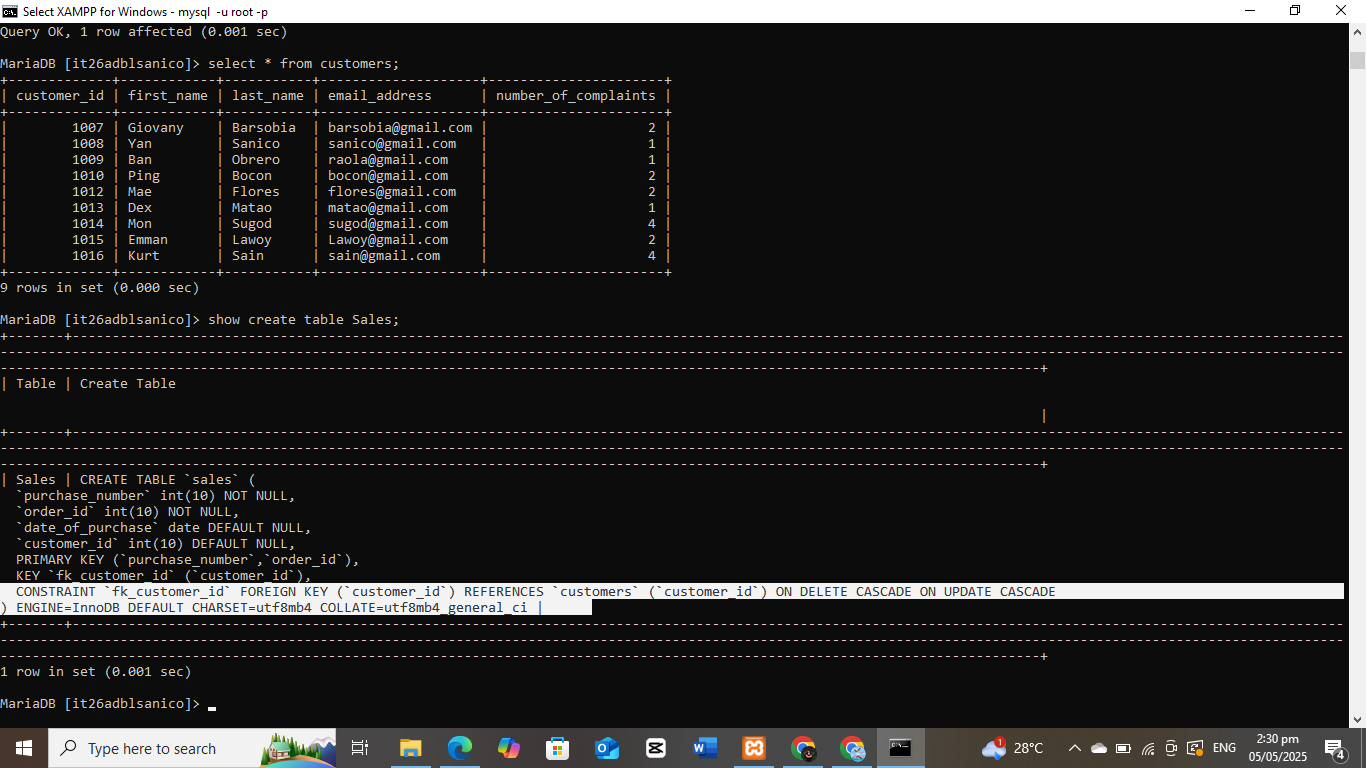 Select XAMPP for Windows - mysql  -u root -p
Query OK, 1 row affected (0.001 sec)
MariaDB [it26adblsanico]> select * from customers;
+-------------+------------+-----------+--------------------+----------------------+
| customer_id | first_name | last_name | email_address      | number_of_complaints |
+-------------+------------+-----------+--------------------+----------------------+
|        1007 | Giovany    | Barsobia  | barsobia@gmail.com |                    2 |
|        1008 | Yan        | Sanico    | sanico@gmail.com   |                    1 |
|        1009 | Ban        | Obrero    | raola@gmail.com    |                    1 |
|        1010 | Ping       | Bocon     | bocon@gmail.com    |                    2 |
|        1012 | Mae        | Flores    | flores@gmail.com   |                    2 |
|        1013 | Dex        | Matao     | matao@gmail.com    |                    1 |
|        1014 | Mon        | Sugod     | sugod@gmail.com    |                    4 |
|        1015 | Emman      | Lawoy     | Lawoy@gmail.com    |                    2 |
|        1016 | Kurt       | Sain      | sain@gmail.com     |                    4 |
+-------------+------------+-----------+--------------------+----------------------+
9 rows in set (0.000 sec)
MariaDB [it26adblsanico]> show create table Sales;
| Table | Create Table
|
| Sales | CREATE TABLE `sales` (
  `purchase_number` int(10) NOT NULL,
  `order_id` int(10) NOT NULL,
  `date_of_purchase` date DEFAULT NULL,
  `customer_id` int(10) DEFAULT NULL,
  PRIMARY KEY (`purchase_number`,`order_id`),
  KEY `fk_customer_id` (`customer_id`),
  CONSTRAINT `fk_customer_id` FOREIGN KEY (`customer_id`) REFERENCES `customers` (`customer_id`) ON DELETE CASCADE ON UPDATE CASCADE
) ENGINE=InnoDB DEFAULT CHARSET=utf8mb4 COLLATE=utf8mb4_general_ci |
1 row in set (0.001 sec)
MariaDB [it26adblsanico]>
Type here to search
1
28°C
ENG
2:30 pm
05/05/2025
4